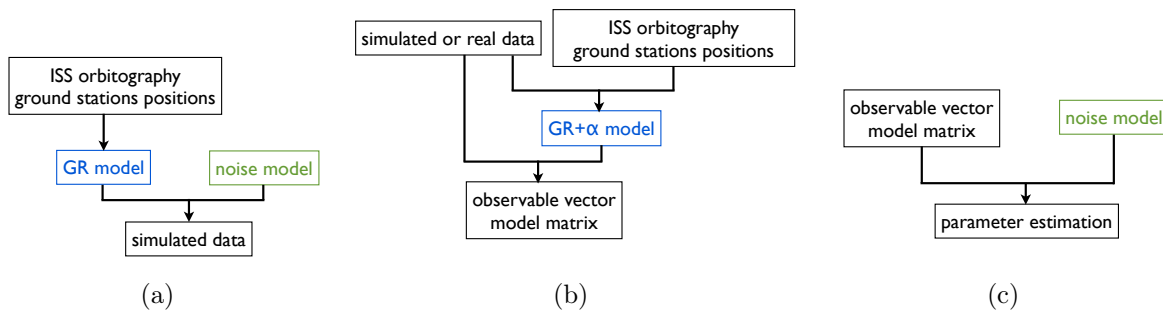 ISS orbitography
ground stations positions
GR model
noise model
simulated data
(a)
simulated or real data
ISS orbitography
ground stations positions
GR+α model
observable vector
model matrix
(b)
observable vector
model matrix
noise model
parameter estimation
(c)